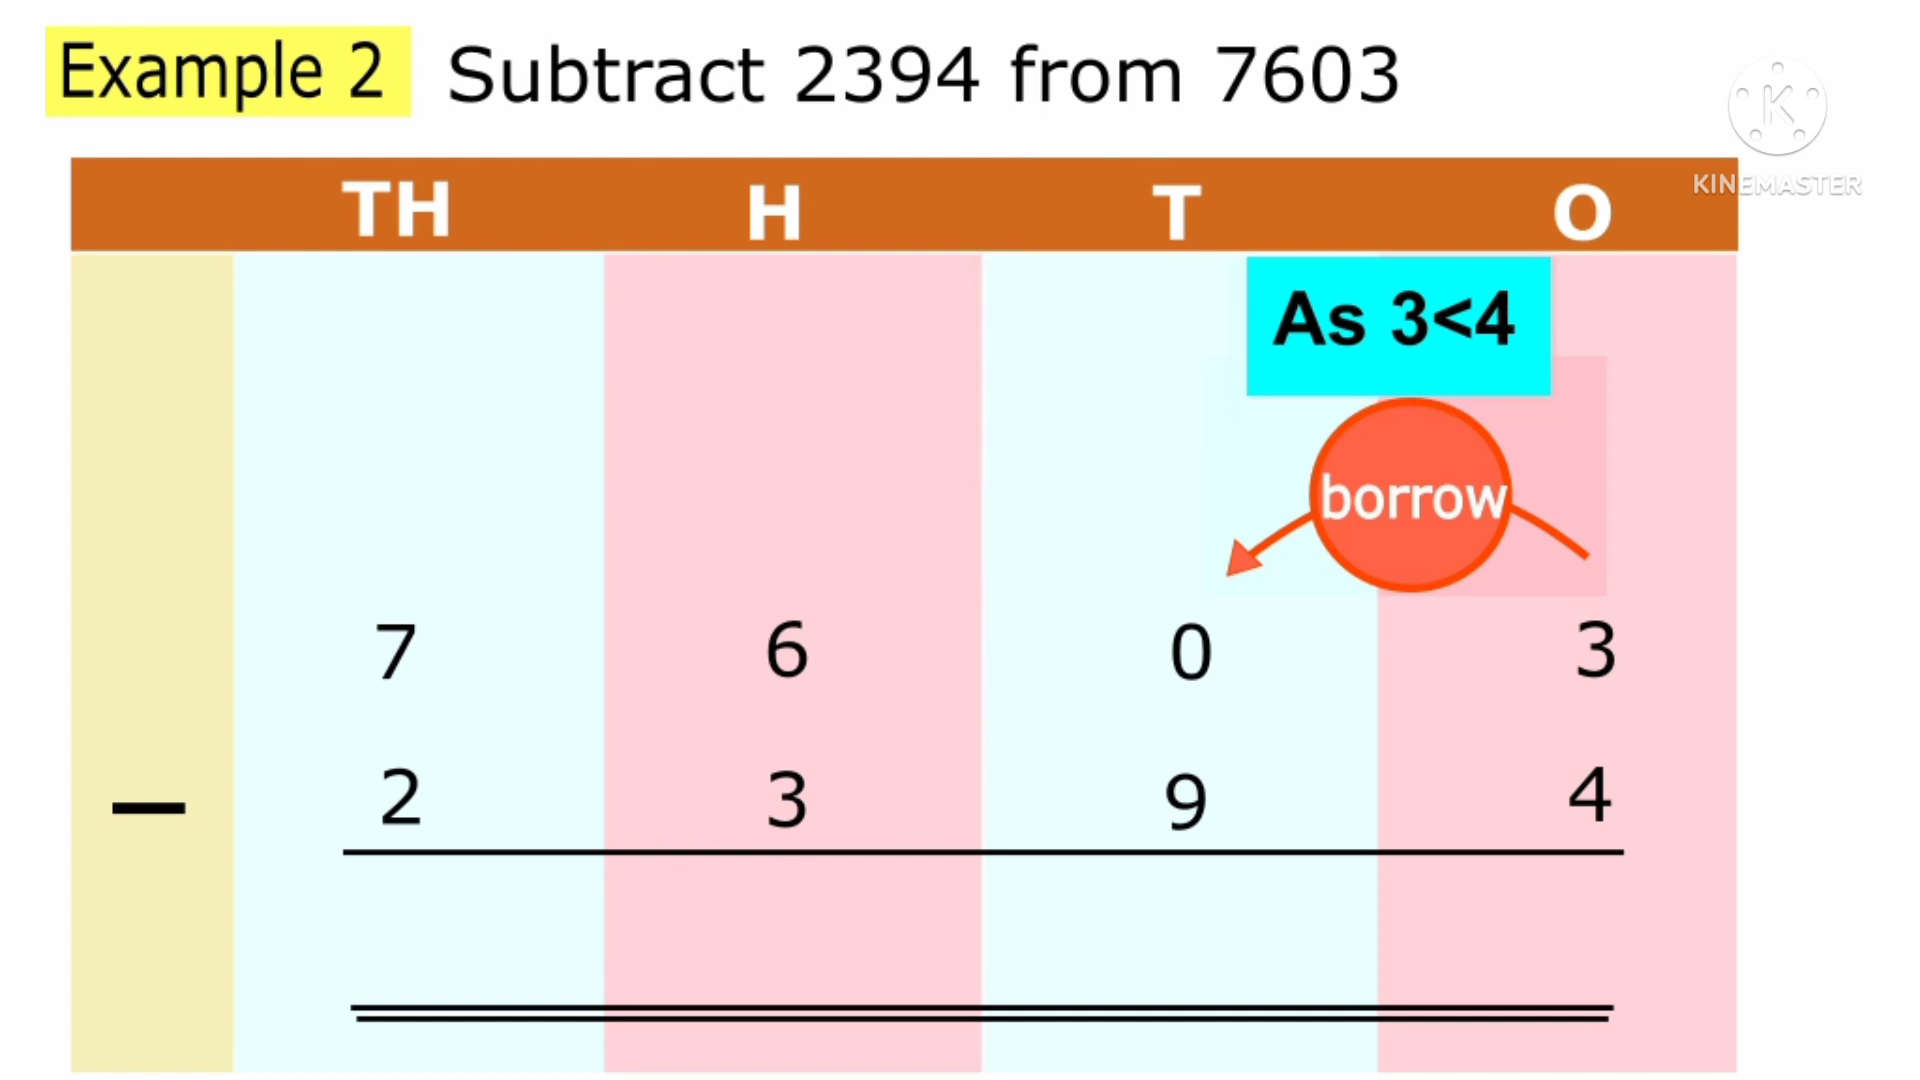 Example 2 Subtract 2394 from 7603
K
KINEMASTER
TH H T O
As 3<4
borrow
7 6 0 3
− 2 3 9 4